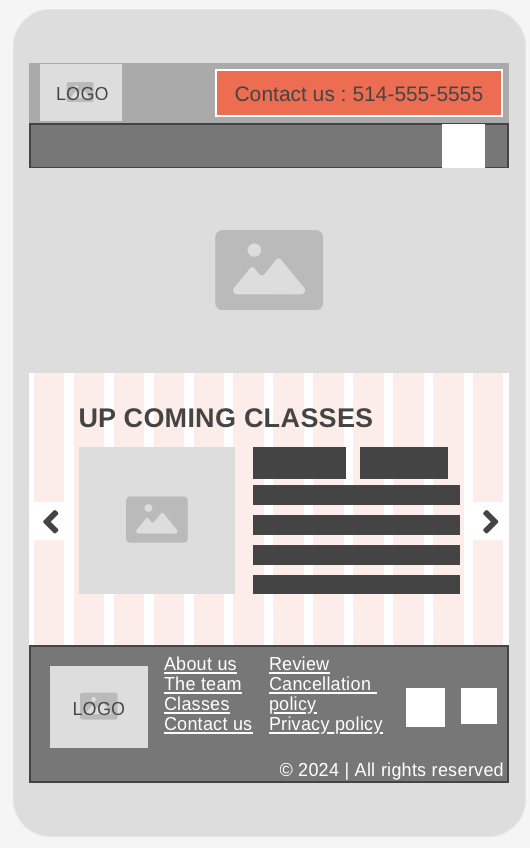 LOGO
Contact us : 514-555-5555
UP COMING CLASSES
LOGO
About us
The team
Classes
Contact us
Review
Cancellation
policy
Privacy policy
© 2024 | All rights reserved